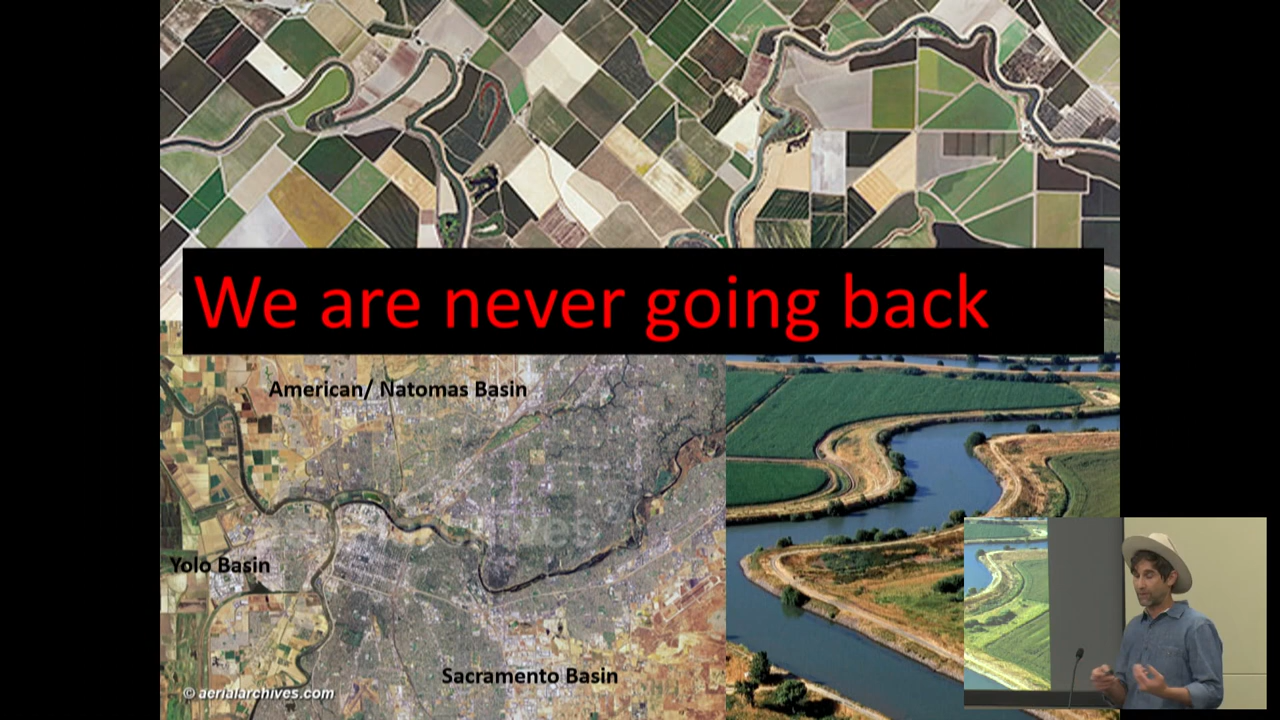 We are never going back
American/ Natomas Basin
Yolo Basin
Sacramento Basin
© aerialarchives.com